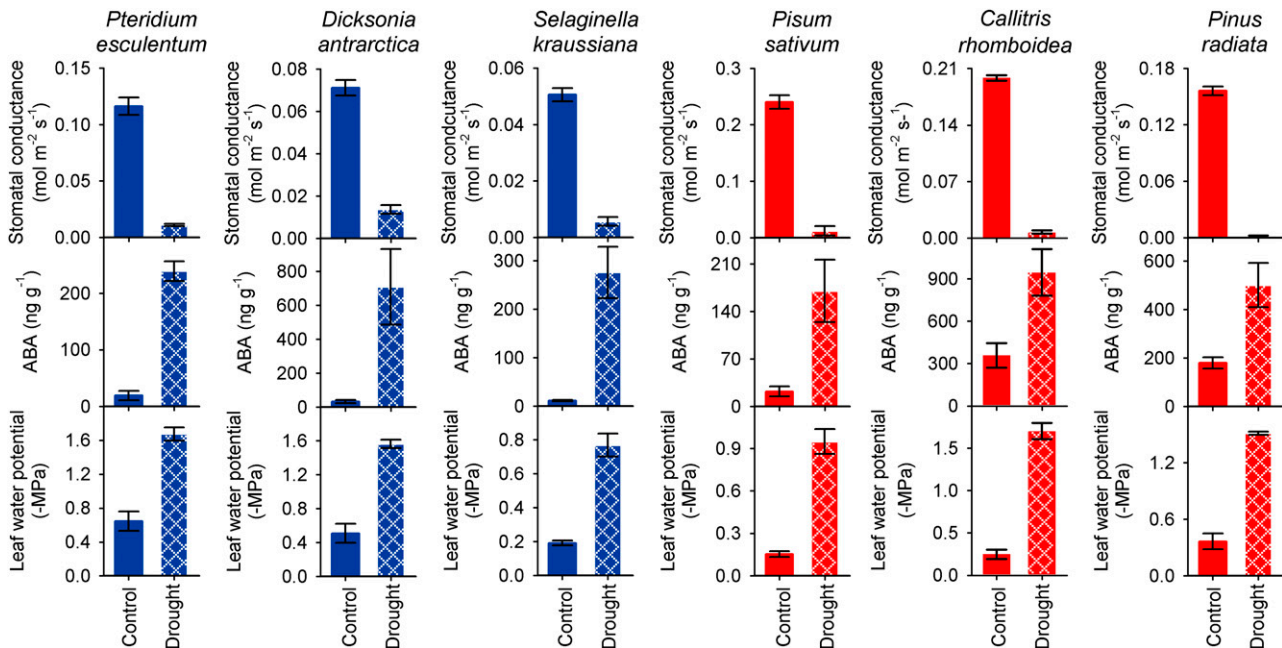 Pteridium
esculentum
Dicksonia
antrarctica
Selaginella
kraussiana
Pisum
sativum
Callitris
rhomboidea
Pinus
radiata
Stomatal conductance
(mol m⁻² s⁻¹)
0.15
0.10
0.05
0.00
Stomatal conductance
(mol m⁻² s⁻¹)
0.08
0.06
0.04
0.02
0.00
Stomatal condcutance
(mol m⁻² s⁻¹)
0.06
0.04
0.02
0.00
Stomatal conductance
(mol m⁻² s⁻¹)
0.3
0.2
0.1
0.0
Stomatal conductance
(mol m⁻² s-¹)
0.21
0.14
0.07
0.00
Stomatal conductance
(mol m⁻² s⁻¹)
0.18
0.12
0.06
0.00
ABA (ng g⁻¹)
200
100
0
ABA (ng g⁻¹)
800
600
400
200
0
ABA (ng g⁻¹)
300
200
100
0
ABA (ng g⁻¹)
210
140
70
0
ABA (ng g⁻¹)
900
600
300
0
ABA (ng g⁻¹)
600
400
200
0
Leaf water potential
(-MPa)
1.6
1.2
0.8
0.4
0.0
Leaf water potential
(-MPa)
1.6
1.2
0.8
0.4
0.0
Leaf water potential
(-MPa)
0.8
0.6
0.4
0.2
0.0
Leaf water potential
(-MPa)
0.9
0.6
0.3
0.0
Leaf water potential
(-MPa)
1.5
1.0
0.5
0.0
Leaf water potential
(-MPa)
1.2
0.6
0.0
Control
Drought
Control
Drought
Control
Drought
Control
Drought
Control
Drought
Control
Drought